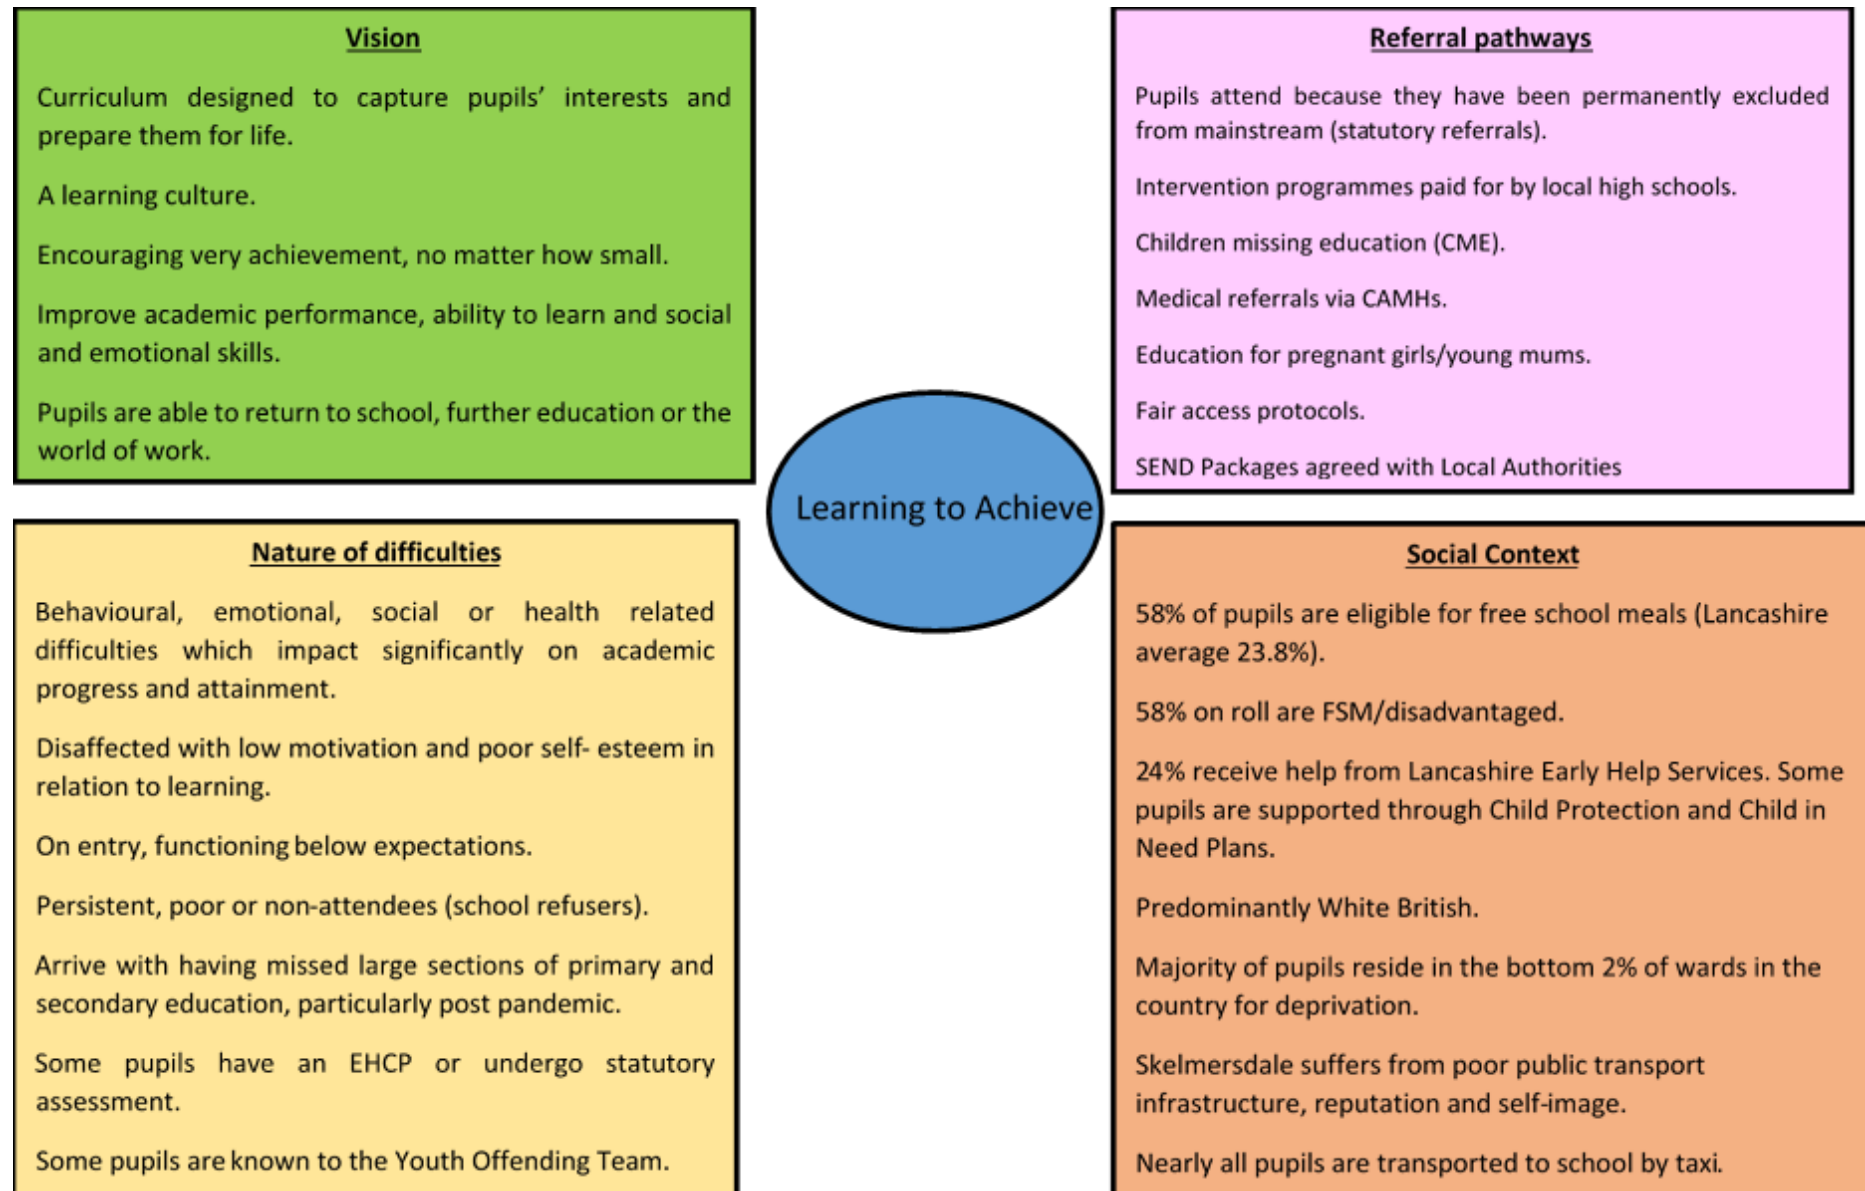 Vision
Curriculum designed to capture pupils’ interests and
prepare them for life.
A learning culture.
Encouraging very achievement, no matter how small.
Improve academic performance, ability to learn and social
and emotional skills.
Pupils are able to return to school, further education or the
world of work.
Referral pathways
Pupils attend because they have been permanently excluded
from mainstream (statutory referrals).
Intervention programmes paid for by local high schools.
Children missing education (CME).
Medical referrals via CAMHs.
Education for pregnant girls/young mums.
Fair access protocols.
SEND Packages agreed with Local Authorities
Learning to Achieve
Nature of difficulties
Behavioural, emotional, social or health related
difficulties which impact significantly on academic
progress and attainment.
Disaffected with low motivation and poor self- esteem in
relation to learning.
On entry, functioning below expectations.
Persistent, poor or non-attendees (school refusers).
Arrive with having missed large sections of primary and
secondary education, particularly post pandemic.
Some pupils have an EHCP or undergo statutory
assessment.
Some pupils are known to the Youth Offending Team.
Social Context
58% of pupils are eligible for free school meals (Lancashire
average 23.8%).
58% on roll are FSM/disadvantaged.
24% receive help from Lancashire Early Help Services. Some
pupils are supported through Child Protection and Child in
Need Plans.
Predominantly White British.
Majority of pupils reside in the bottom 2% of wards in the
country for deprivation.
Skelmersdale suffers from poor public transport
infrastructure, reputation and self-image.
Nearly all pupils are transported to school by taxi.